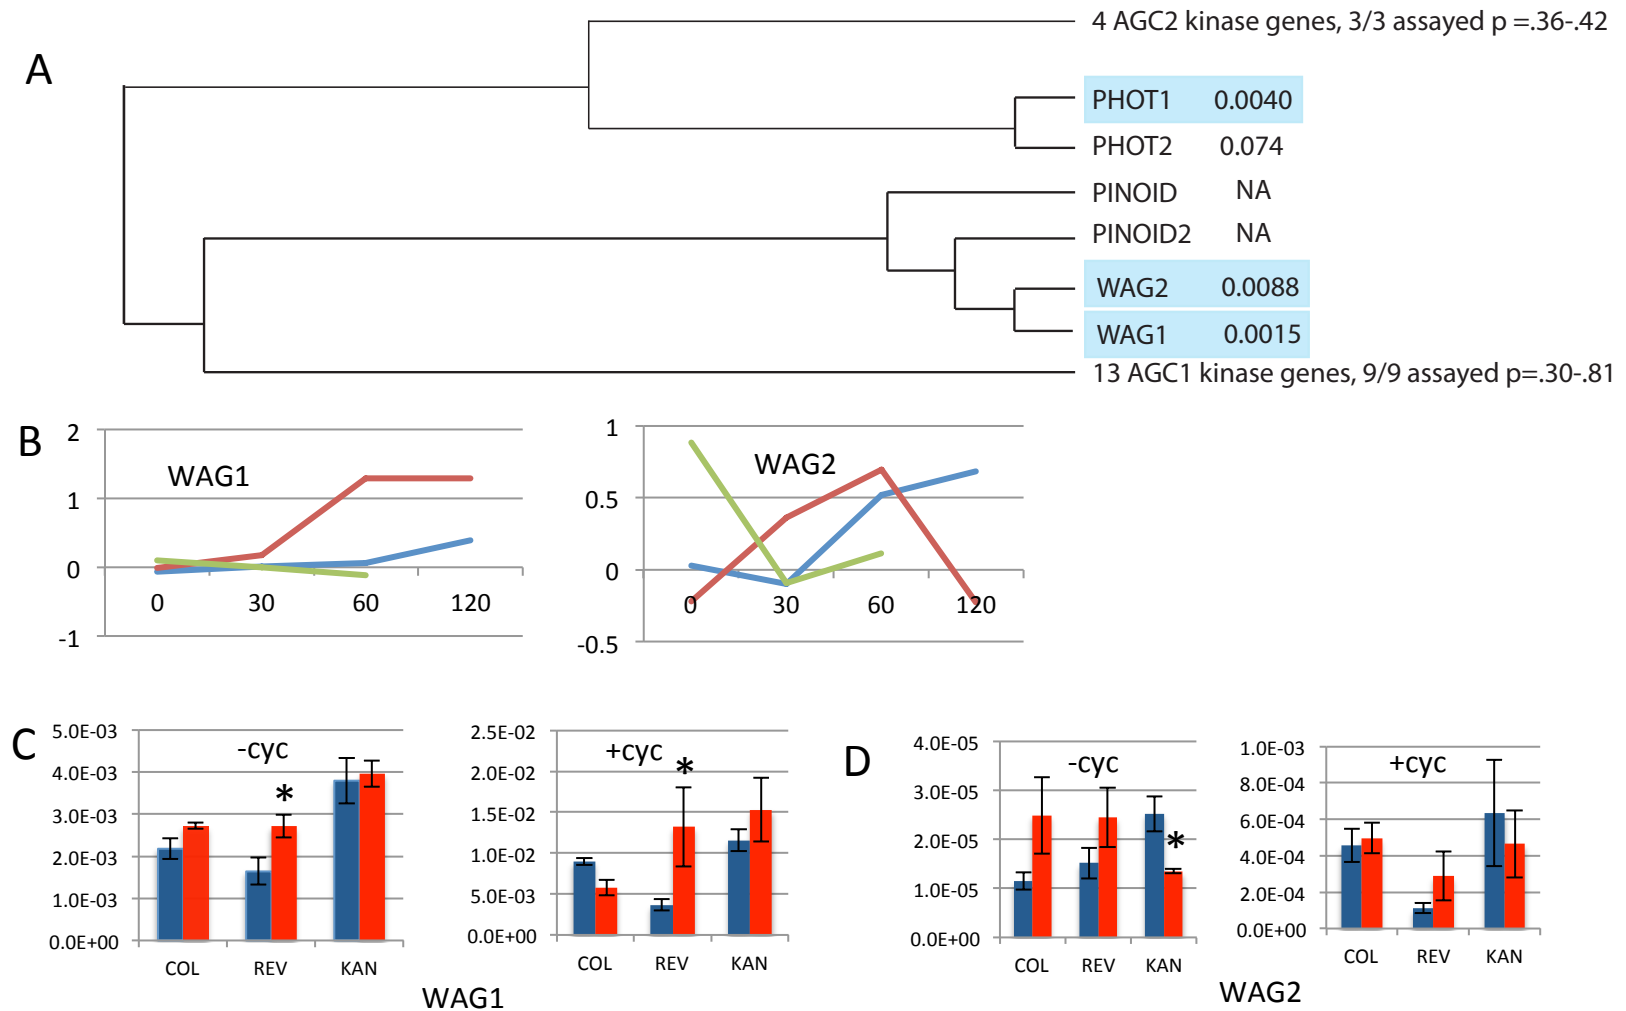 A
4 AGC2 kinase genes, 3/3 assayed p =.36-.42
PHOT1 0.0040
PHOT2 0.074
PINOID NA
PINOID2 NA
WAG2 0.0088
WAG1 0.0015
13 AGC1 kinase genes, 9/9 assayed p=.30-.81
B
2
1
0
-1
WAG1
0 30 60 120
1
0.5
0
-0.5
WAG2
0 30 60 120
C
5.0E-03
4.0E-03
3.0E-03
2.0E-03
1.0E-03
0.0E+00
-cyc
*
COL REV KAN
2.5E-02
2.0E-02
1.5E-02
1.0E-02
5.0E-03
0.0E+00
+cyc
*
COL REV KAN
WAG1
D
4.0E-05
3.0E-05
2.0E-05
1.0E-05
0.0E+00
-cyc
*
COL REV KAN
1.0E-03
8.0E-04
6.0E-04
4.0E-04
2.0E-04
0.0E+00
+cyc
COL REV KAN
WAG2